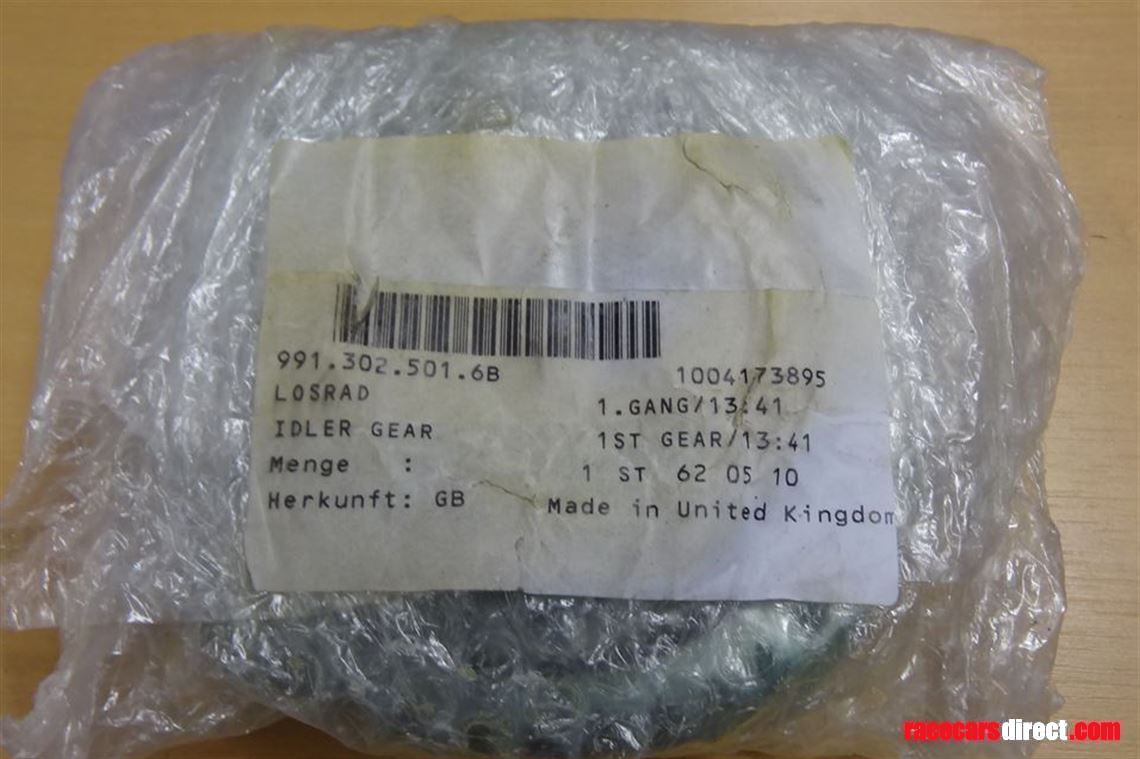 991.302.501.6B 1004173895
LOSRAD 1.GANG/13:41
IDLER GEAR 1ST GEAR/13:41
Menge : 1 ST 62 05 10
Herkunft: GB Made in United Kingdom
racecarsdirect.com